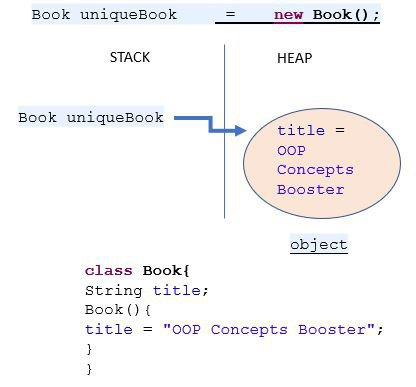 Book uniqueBook = new Book();
STACK HEAP
Book uniqueBook
title =
OOP
Concepts
Booster
object
class Book{
String title;
Book(){
title = "OOP Concepts Booster";
}
}